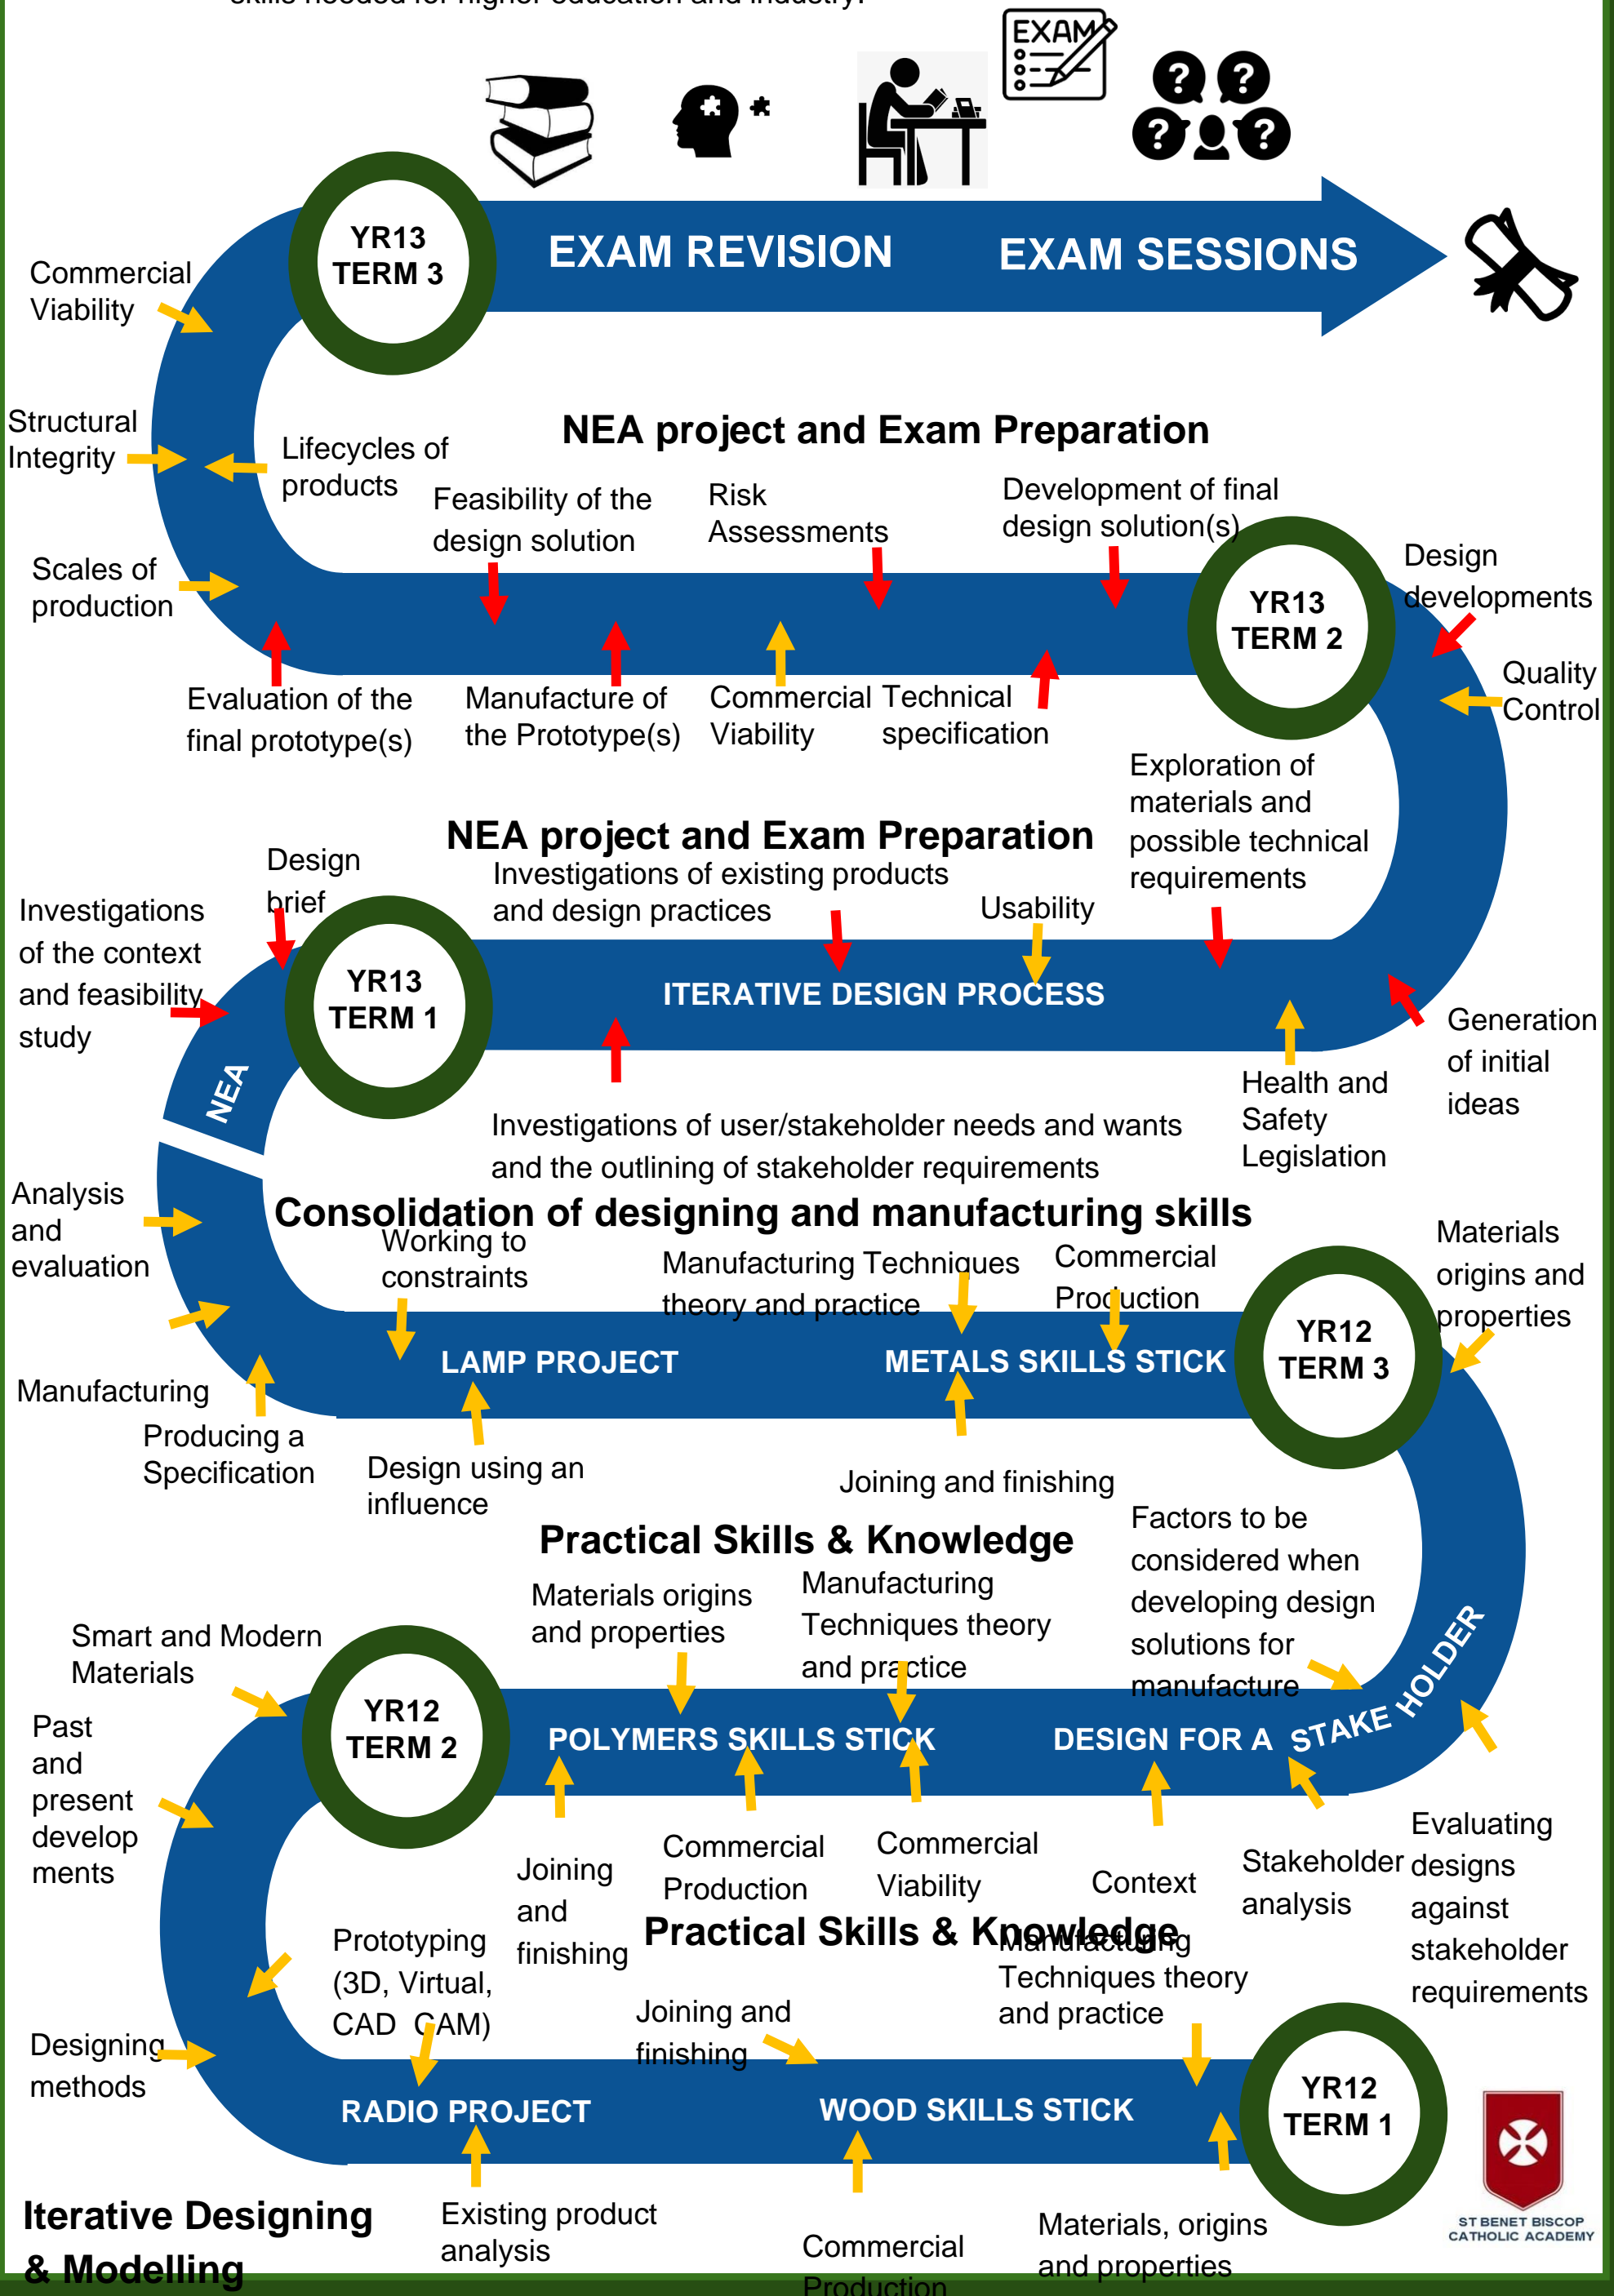 skills needed for higher education and industry.
EXAM
YR13
TERM 3
EXAM REVISION
EXAM SESSIONS
Commercial
Viability
Structural
Integrity
Lifecycles of
products
Scales of
production
NEA project and Exam Preparation
Feasibility of the
design solution
Risk
Assessments
Development of final
design solution(s)
YR13
TERM 2
Design
developments
Quality
Control
Evaluation of the
final prototype(s)
Manufacture of
the Prototype(s)
Commercial
Viability
Technical
specification
Exploration of
materials and
possible technical
requirements
NEA project and Exam Preparation
Design
brief
Investigations
of the context
and feasibility
study
Investigations of existing products
and design practices
Usability
YR13
TERM 1
ITERATIVE DESIGN PROCESS
NEA
Generation
of initial
ideas
Health and
Safety
Legislation
Investigations of user/stakeholder needs and wants
and the outlining of stakeholder requirements
Consolidation of designing and manufacturing skills
Analysis
and
evaluation
Working to
constraints
Manufacturing Techniques
theory and practice
Commercial
Production
Materials
origins and
properties
YR12
TERM 3
LAMP PROJECT
METALS SKILLS STICK
Manufacturing
Producing a
Specification
Design using an
influence
Joining and finishing
Practical Skills & Knowledge
Factors to be
considered when
developing design
solutions for
manufacture
Materials origins
and properties
Manufacturing
Techniques theory
and practice
Smart and Modern
Materials
Past
and
present
develop
ments
YR12
TERM 2
POLYMERS SKILLS STICK
DESIGN FOR A STAKE HOLDER
Joining
and
finishing
Commercial
Production
Commercial
Viability
Context
Stakeholder
analysis
Evaluating
designs
against
stakeholder
requirements
Practical Skills & Knowledge
Prototyping
(3D, Virtual,
CAD CAM)
Joining and
finishing
Manufacturing
Techniques theory
and practice
Designing
methods
RADIO PROJECT
WOOD SKILLS STICK
YR12
TERM 1
Iterative Designing
& Modelling
Existing product
analysis
Commercial
Production
Materials, origins
and properties
ST BENET BISCOP
CATHOLIC ACADEMY